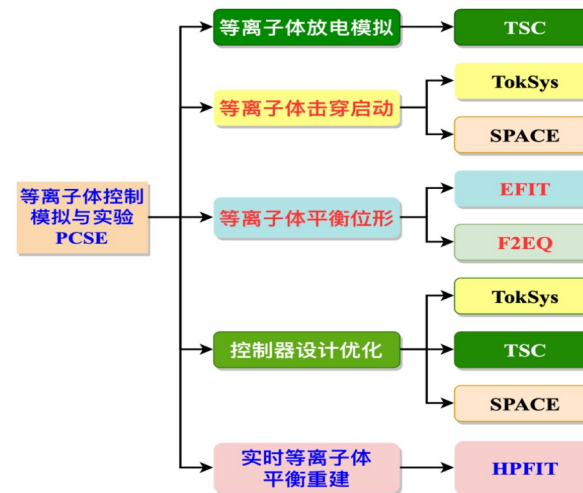 等离子体放电模拟
TSC
等离子体击穿启动
TokSys
SPACE
等离子体控制
模拟与实验
PCSE
等离子体平衡位形
EFIT
F2EQ
控制器设计优化
TokSys
TSC
SPACE
实时等离子体
平衡重建
HPFIT